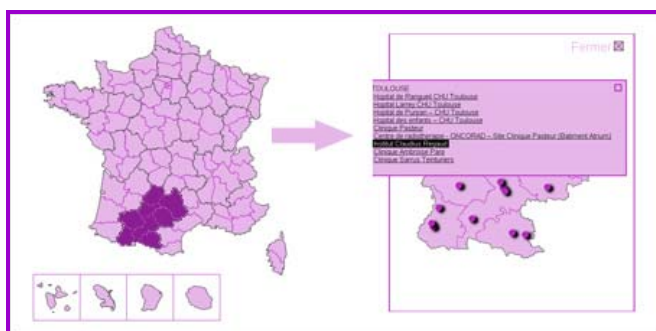 Fermer
TOULOUSE
Hôpital de Rangueil CHU Toulouse
Hôpital Larrey CHU Toulouse
Hôpital de Purpan – CHU Toulouse
Hôpital des enfants – CHU Toulouse
Clinique Pasteur
Centre de radiothérapie - ONCORAD – Site Clinique Pasteur (Batiment Atrium)
Institut Claudius Regaud
Clinique Ambroise Paré
Clinique Sarrus Teinturiers